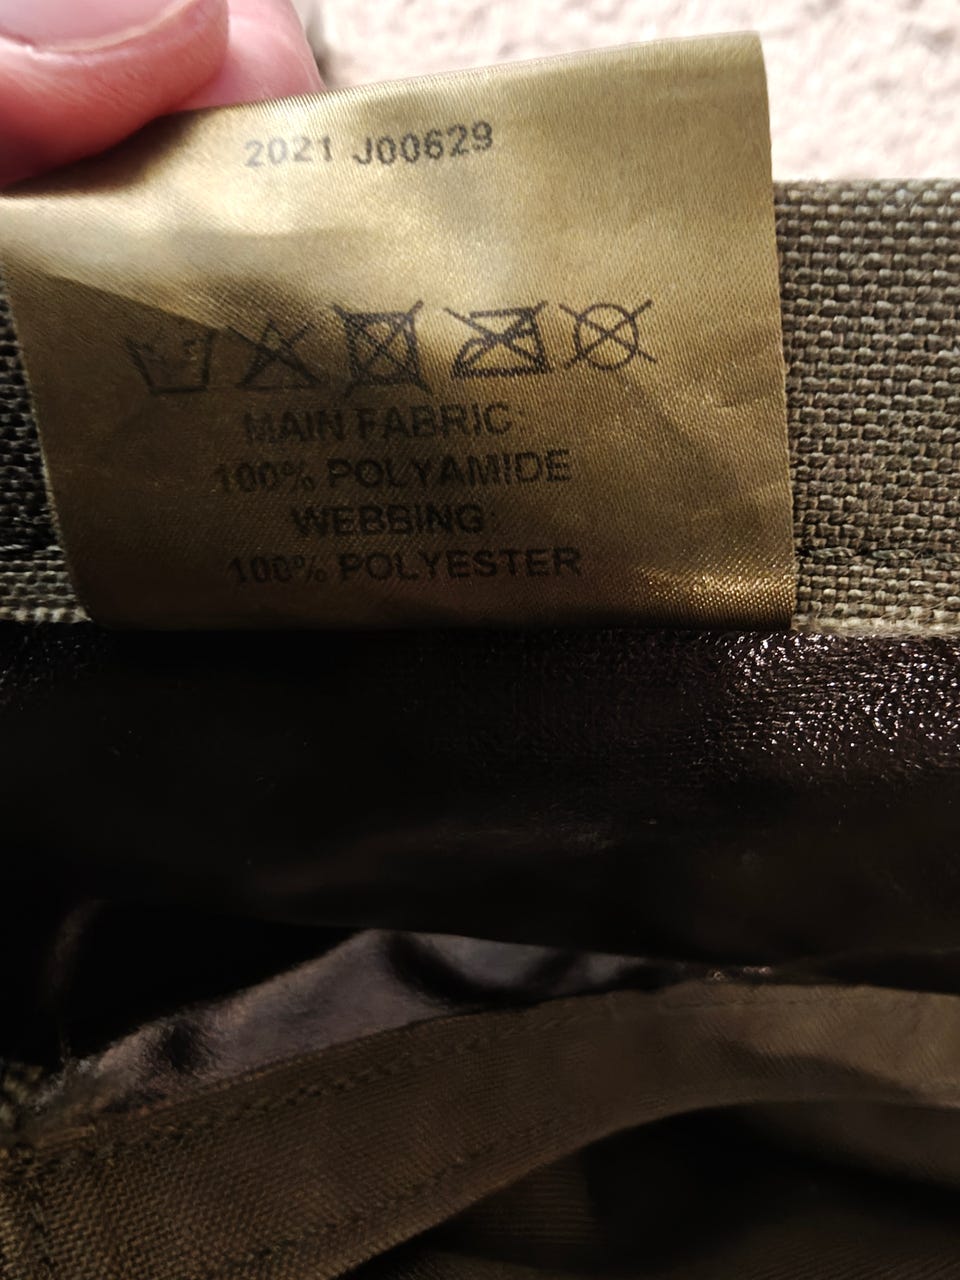 2021 J00629
MAIN FABRIC:
100% POLYAMIDE
WEBBING:
100% POLYESTER